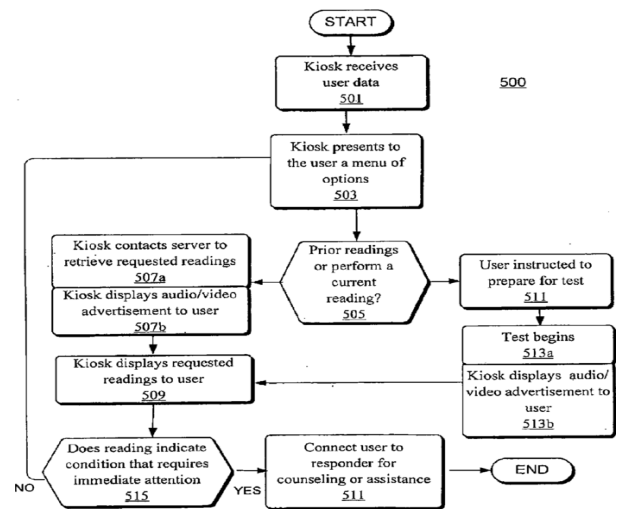 START
Kiosk receives
user data
501
500
Kiosk presents to
the user a menu of
options
503
Prior readings
or perform a
current
reading?
505
Kiosk contacts server to
retrieve requested readings
507a
Kiosk displays audio/video
advertisement to user
507b
User instructed to
prepare for test
511
Test begins
513a
Kiosk displays audio/
video advertisement to
user
513b
Kiosk displays requested
readings to user
509
Does reading indicate
condition that requires
immediate attention
515
NO
YES
Connect user to
responder for
counseling or assistance
511
END